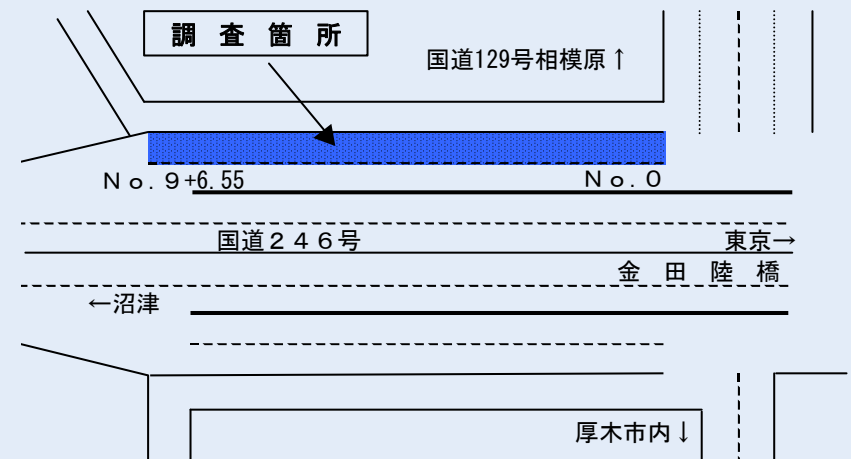 調 査 箇 所
国道129号相模原↑
Ｎｏ.９+6.55
Ｎｏ.０
国道２４６号
東京→
金 田 陸 橋
←沼津
厚木市内↓